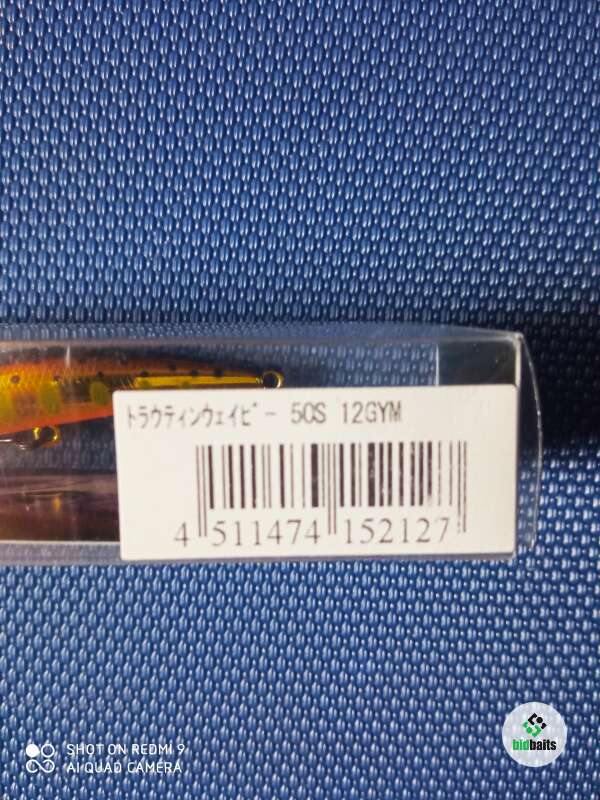 トラウティンウェイビー 50S 12GYM
4 511474 152127
bidbaits
SHOT ON REDMI 9
AI QUAD CAMERA